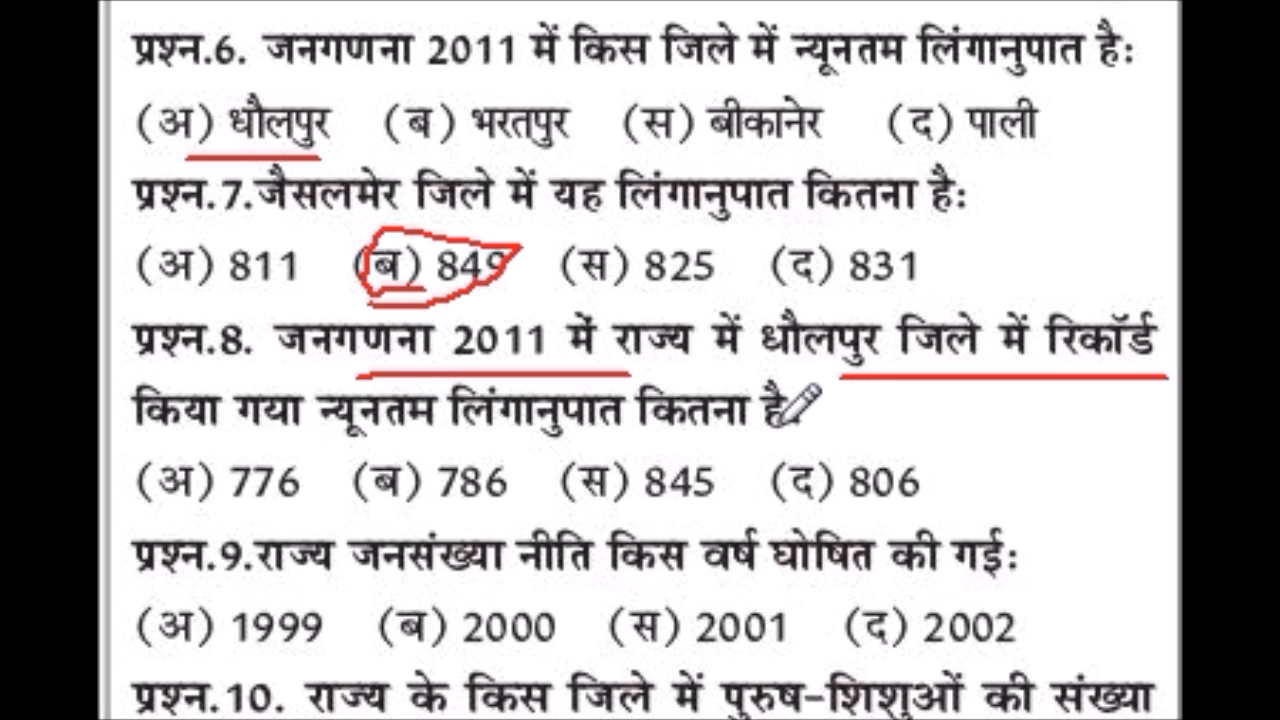 प्रश्न.6. जनगणना 2011 में किस जिले में न्यूनतम लिंगानुपात है:
(अ) धौलपुर (ब) भरतपुर (स) बीकानेर (द) पाली
प्रश्न.7.जैसलमेर जिले में यह लिंगानुपात कितना है:
(अ) 811 (ब) 849 (स) 825 (द) 831
प्रश्न.8. जनगणना 2011 में राज्य में धौलपुर जिले में रिकॉर्ड
किया गया न्यूनतम लिंगानुपात कितना है:
(अ) 776 (ब) 786 (स) 845 (द) 806
प्रश्न.9.राज्य जनसंख्या नीति किस वर्ष घोषित की गई:
(अ) 1999 (ब) 2000 (स) 2001 (द) 2002
प्रश्न.10. राज्य के किस जिले में पुरुष-शिशुओं की संख्या